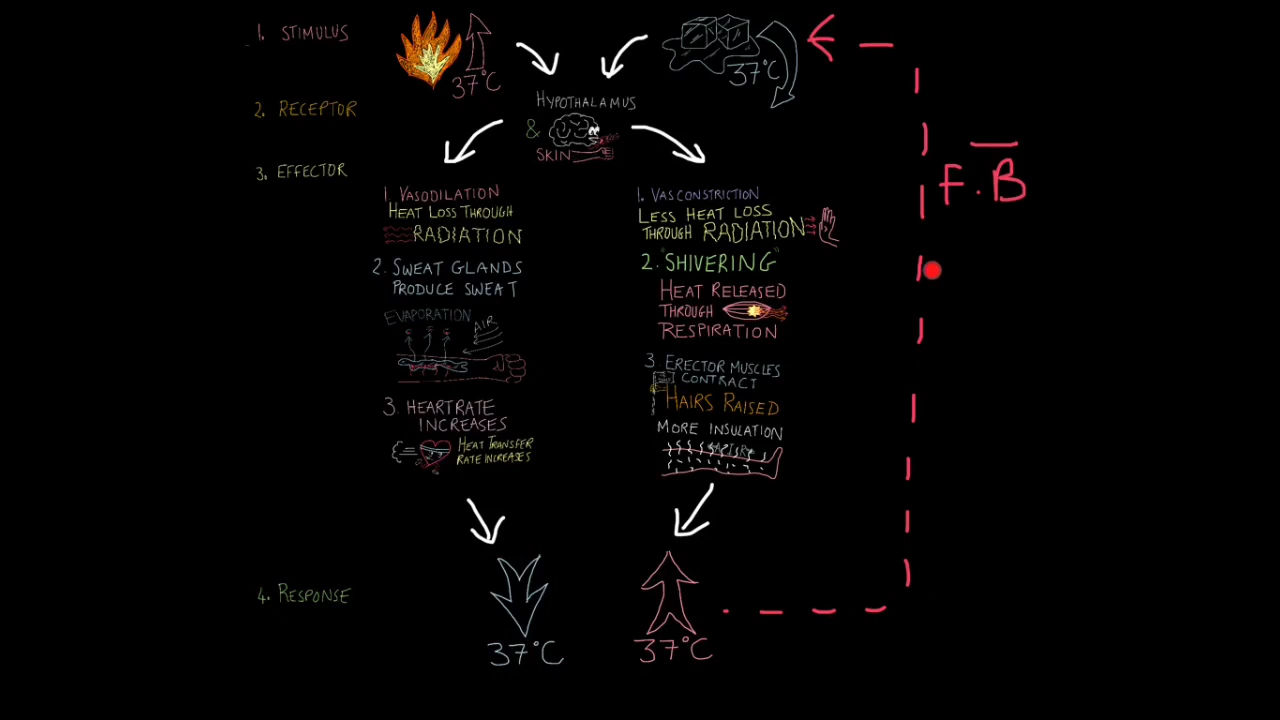 1. STIMULUS
37°C
37°C
2. RECEPTOR
HYPOTHALAMUS
&
SKIN
3. EFFECTOR
1. VASODILATION
HEAT LOSS THROUGH
RADIATION
2. SWEAT GLANDS
PRODUCE SWEAT
EVAPORATION
AIR
3. HEARTRATE
INCREASES
HEAT TRANSFER
RATE INCREASES
1. VASCONSTRICTION
LESS HEAT LOSS
THROUGH RADIATION
2. "SHIVERING"
HEAT RELEASED
THROUGH
RESPIRATION
3 ERECTOR MUSCLES
CONTRACT
HAIRS RAISED
MORE INSULATION
F.B
4. RESPONSE
37°C
37°C